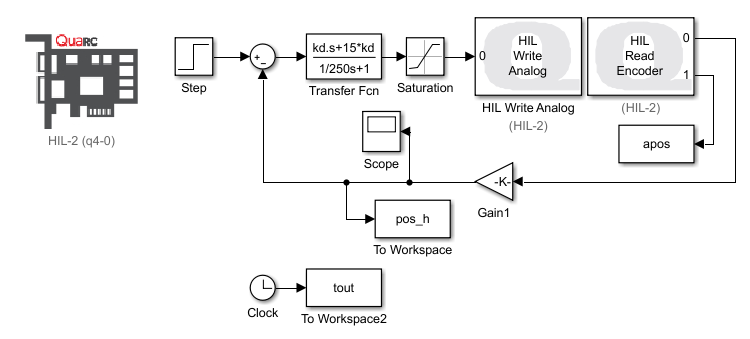 QUARC
HIL-2 (q4-0)
Step
+
-
kd.s+15*kd
1/250s+1
Transfer Fcn
Saturation
0
HIL
Write
Analog
HIL Write Analog
(HIL-2)
HIL
Read
Encoder
0
1
(HIL-2)
apos
Scope
-K-
Gain1
pos_h
To Workspace
Clock
tout
To Workspace2